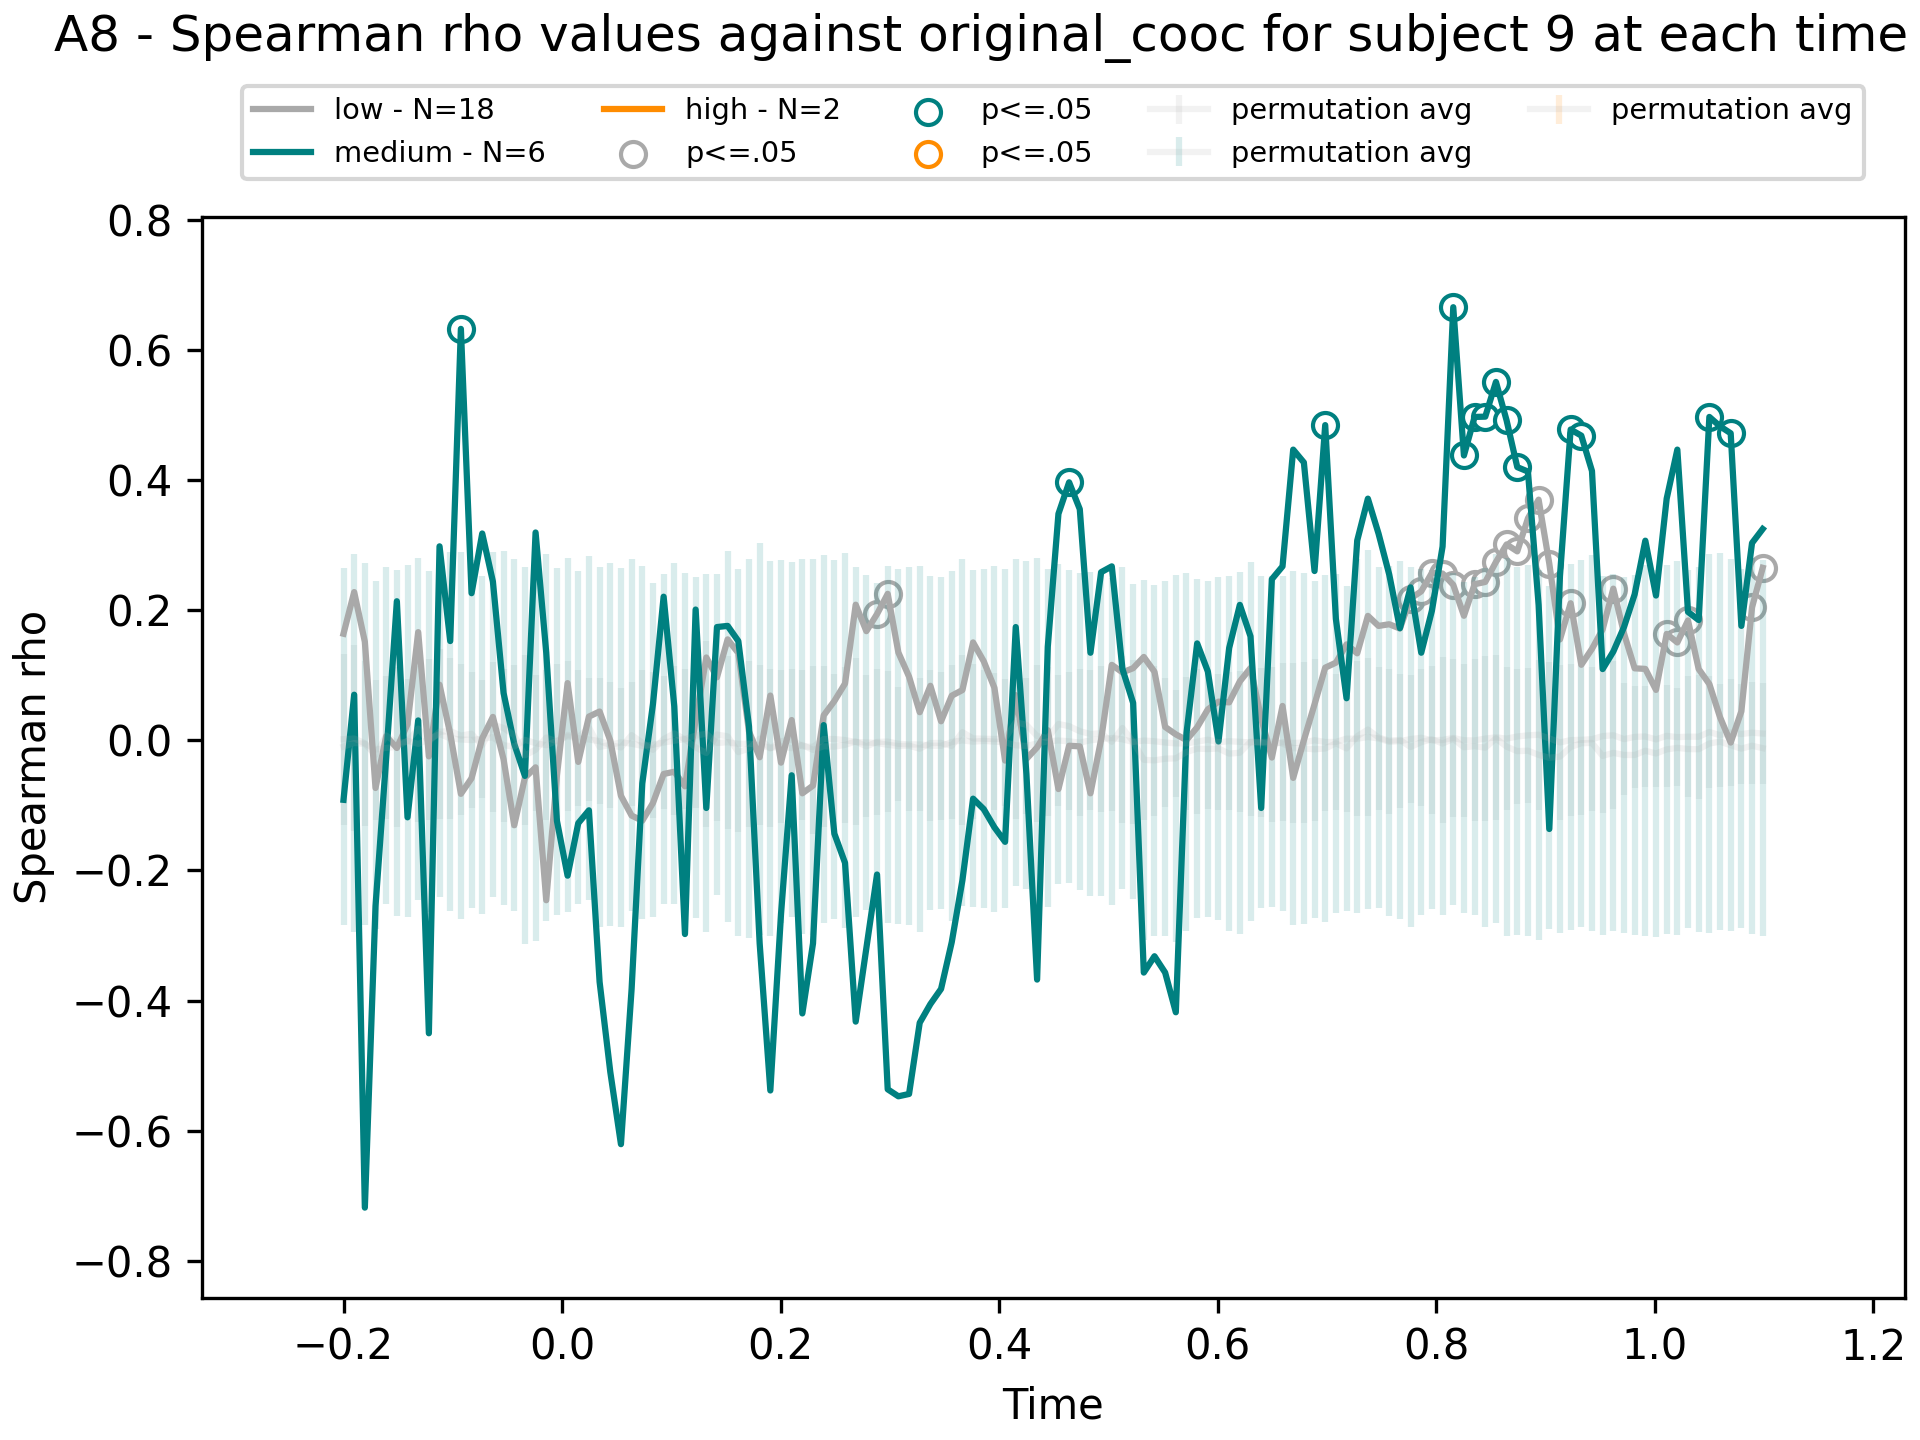 A8 - Spearman rho values against original_cooc for subject 9 at each time
low - N=18
medium - N=6
high - N=2
p<=.05
p<=.05
p<=.05
permutation avg
permutation avg
permutation avg
0.8
0.6
0.4
0.2
0.0
−0.2
−0.4
−0.6
−0.8
Spearman rho
−0.2 0.0 0.2 0.4 0.6 0.8 1.0 1.2
Time